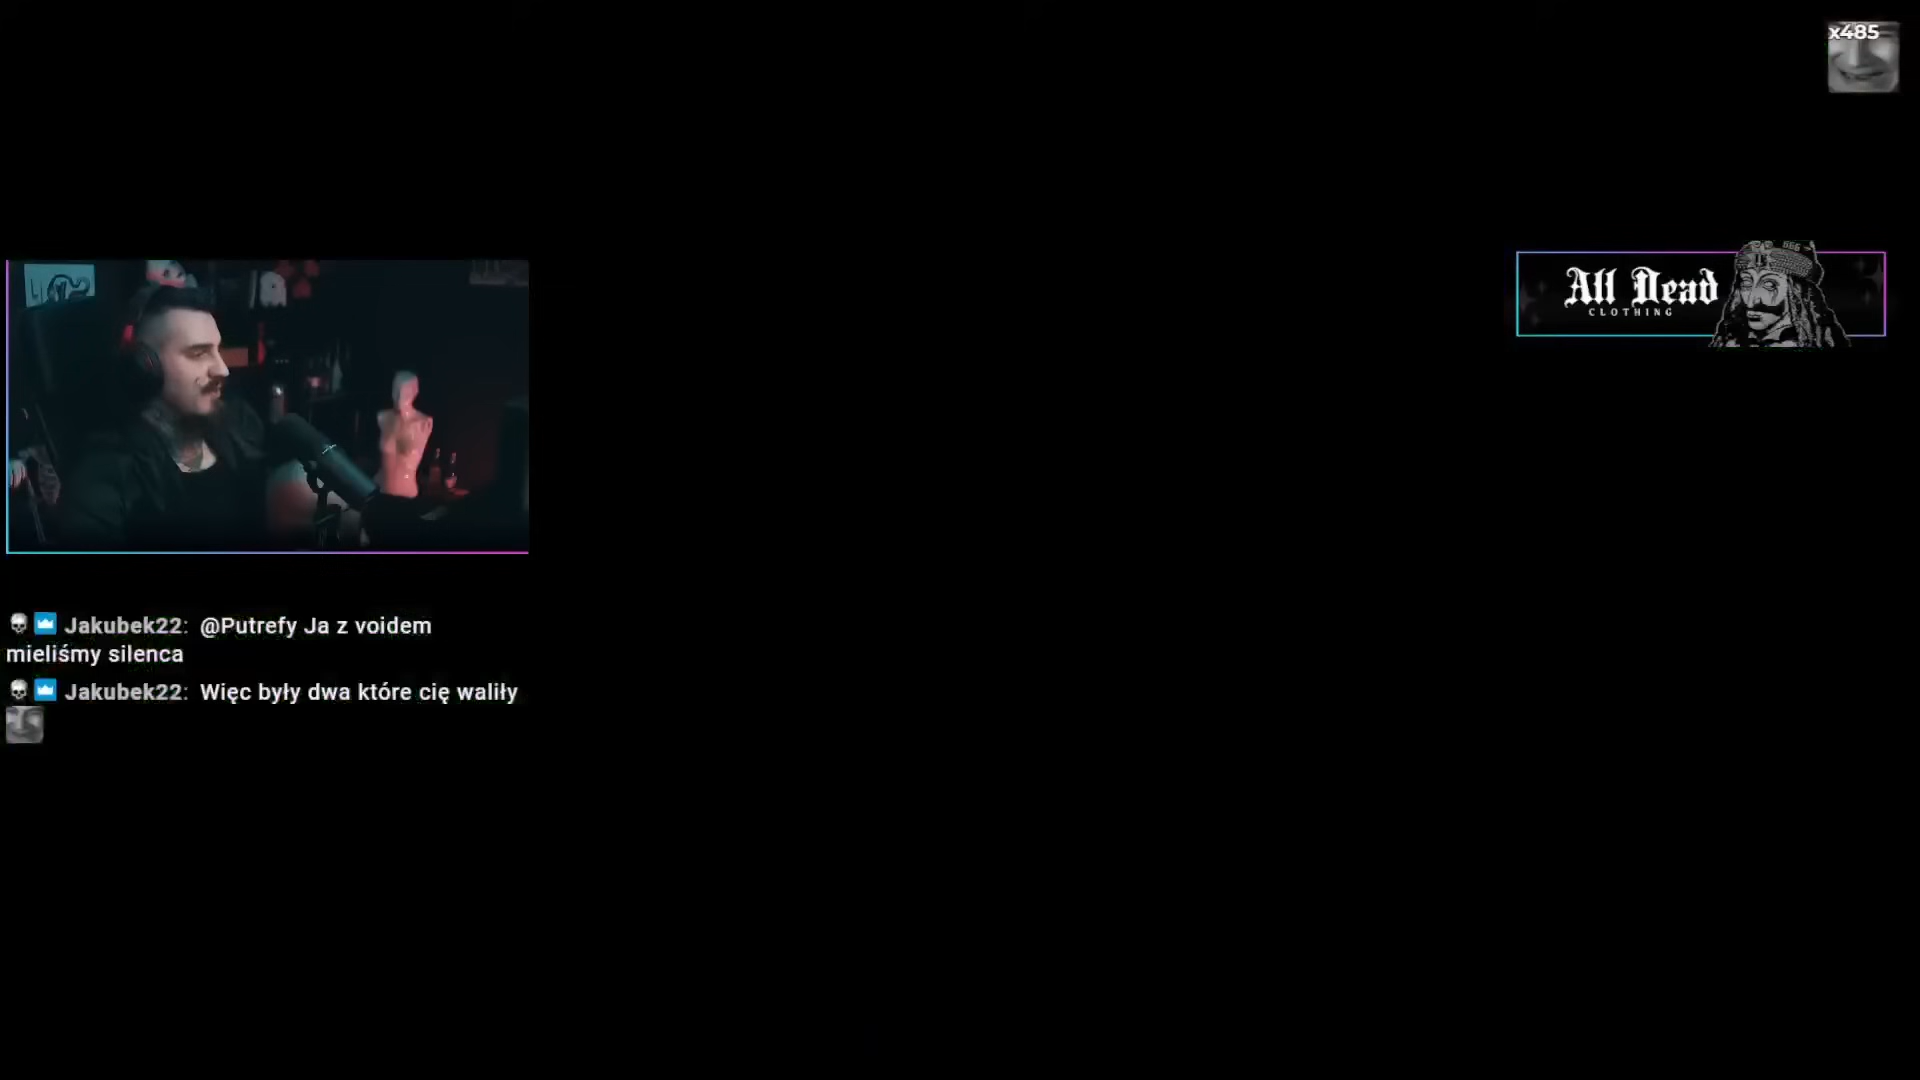 x485
All Dead
CLOTHING
Jakubek22: @Putrefy Ja z voidem
mieliśmy silenca
Jakubek22: Więc były dwa które cię waliły